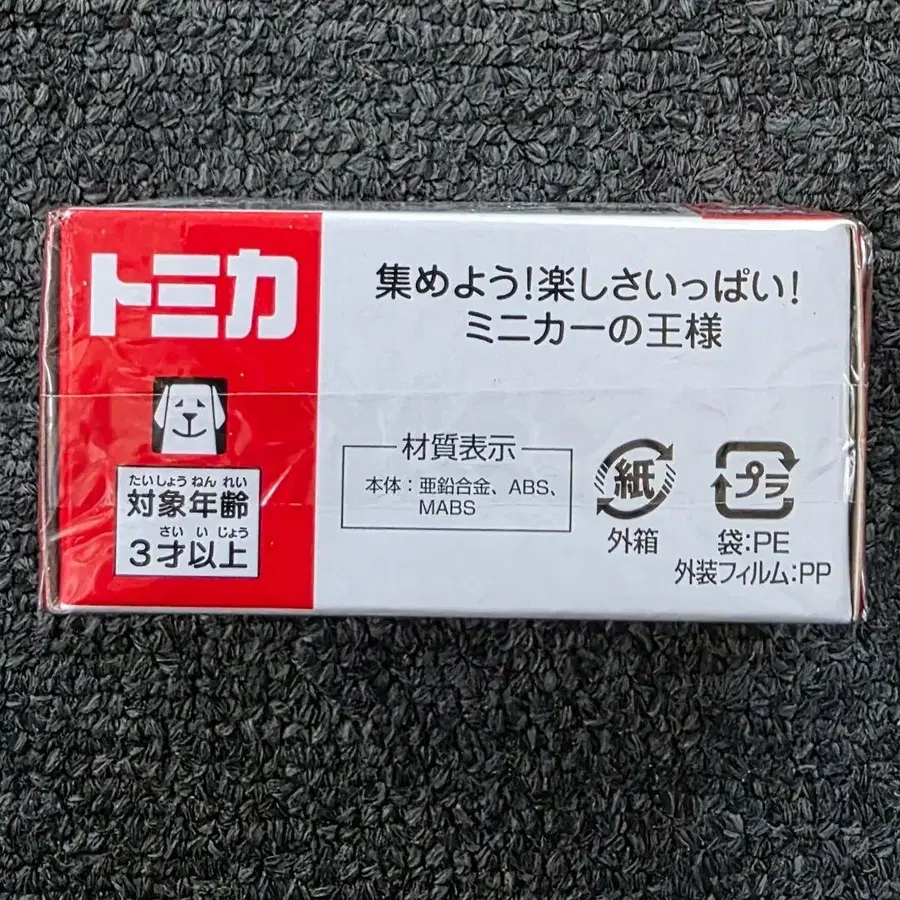 トミカ
たいしょうねんれい
対象年齢
さいいじょう
3才以上
集めよう!楽しさいっぱい!
ミニカーの王様
材質表示
本体:亜鉛合金、ABS、
MABS
紙
外箱
プラ
袋:PE
外装フィルム:PP